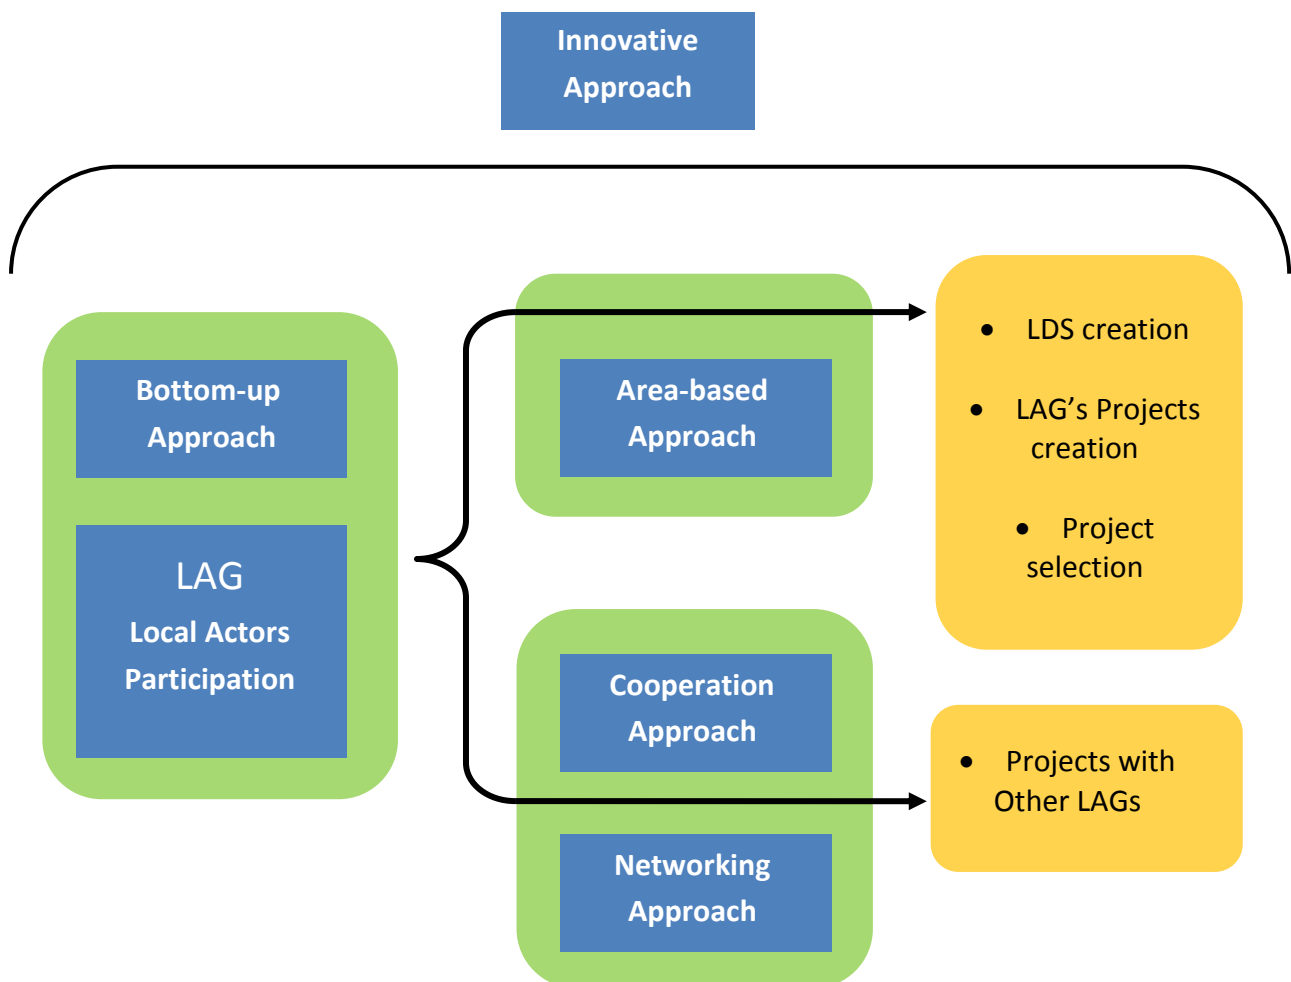 Innovative
Approach
Bottom-up
Approach
LAG
Local Actors
Participation
Area-based
Approach
Cooperation
Approach
Networking
Approach
• LDS creation
• LAG’s Projects
creation
• Project
selection
• Projects with
Other LAGs